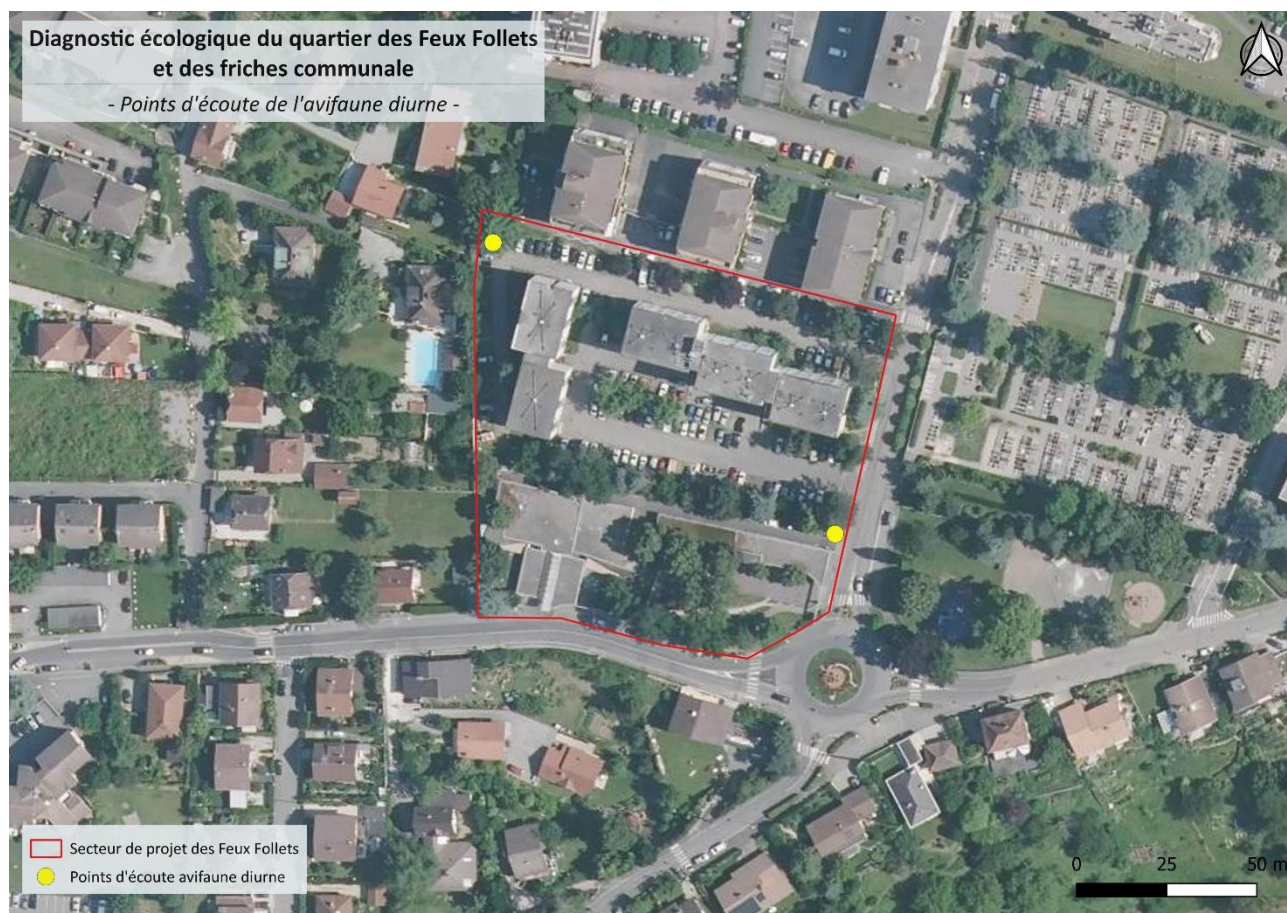 Diagnostic écologique du quartier des Feux Follets
et des friches communale
- Points d'écoute de l'avifaune diurne -
Secteur de projet des Feux Follets
Points d'écoute avifaune diurne
0 25 50 m